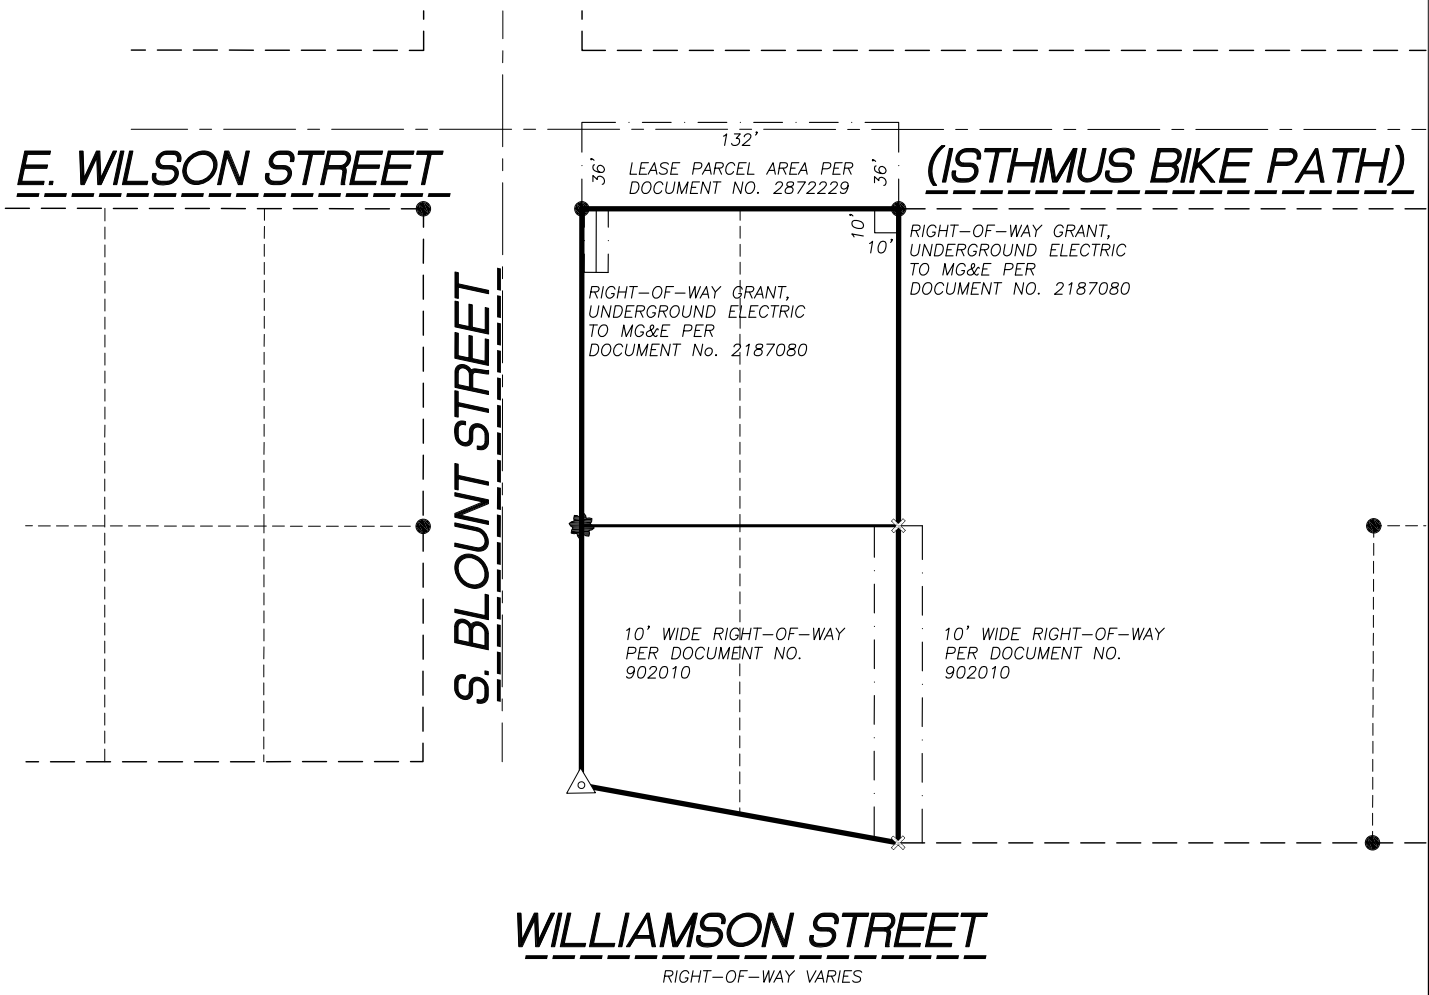 132'
36'
LEASE PARCEL AREA PER
DOCUMENT NO. 2872229
36'
E. WILSON STREET
(ISTHMUS BIKE PATH)
10'
10'
RIGHT-OF-WAY GRANT,
UNDERGROUND ELECTRIC
TO MG&E PER
DOCUMENT NO. 2187080
RIGHT-OF-WAY GRANT,
UNDERGROUND ELECTRIC
TO MG&E PER
DOCUMENT No. 2187080
S. BLOUNT STREET
10' WIDE RIGHT-OF-WAY
PER DOCUMENT NO.
902010
10' WIDE RIGHT-OF-WAY
PER DOCUMENT NO.
902010
WILLIAMSON STREET
RIGHT-OF-WAY VARIES